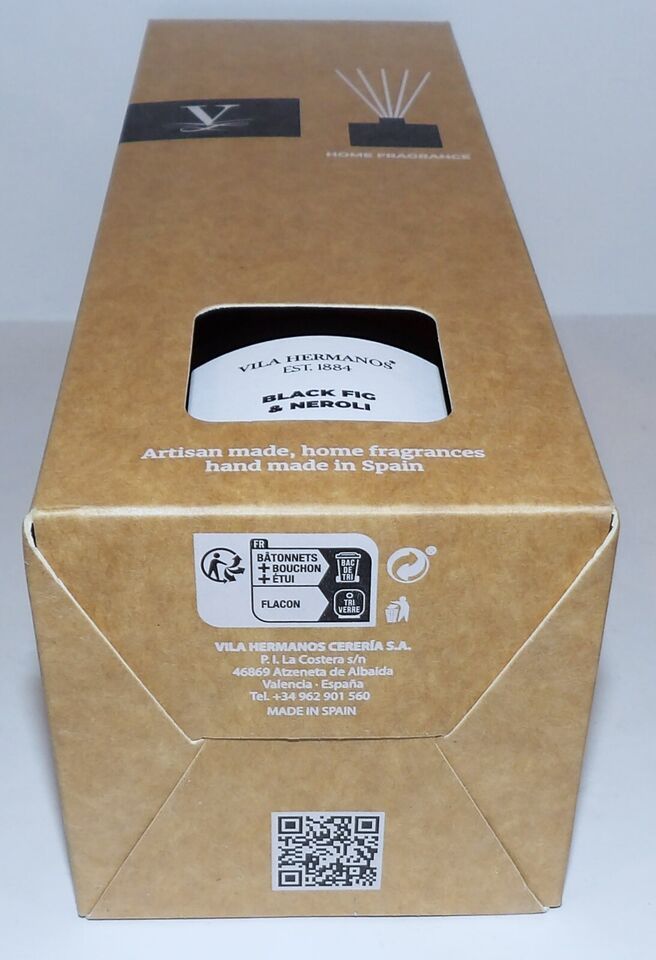 V
HOME FRAGRANCE
VILA HERMANOS®
EST. 1884
BLACK FIG
& NEROLI
Artisan made, home fragrances
hand made in Spain
FR
BÂTONNETS
+ BOUCHON
+ ÉTUI
BAC
DE
TRI
FLACON
TRI
VERRE
®
VILA HERMANOS CERERÍA S.A.
P. I. La Costera s/n
46869 Atzeneta de Albaida
Valencia · España
Tel. +34 962 901 560
MADE IN SPAIN